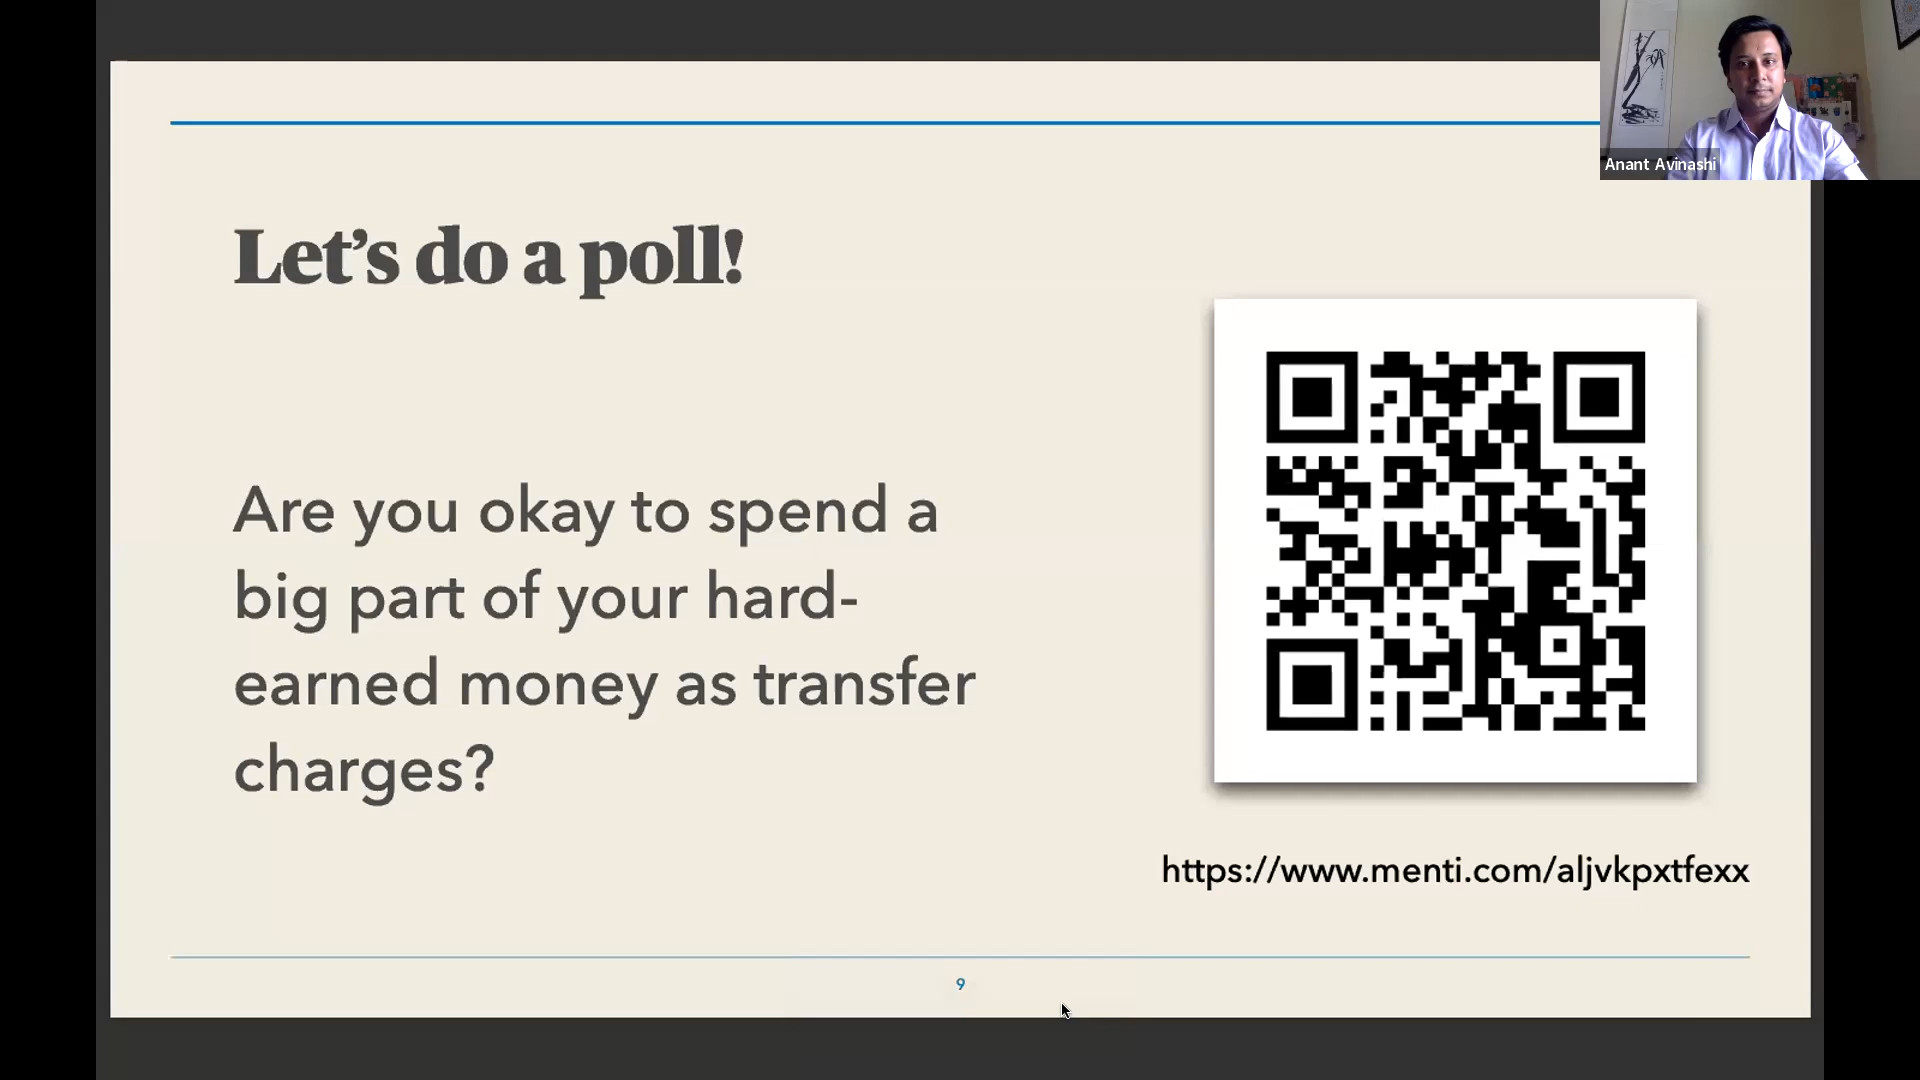 Anant Avinashi
Let’s do a poll!
Are you okay to spend a
big part of your hard-
earned money as transfer
charges?
https://www.menti.com/aljvkpxtfexx
9